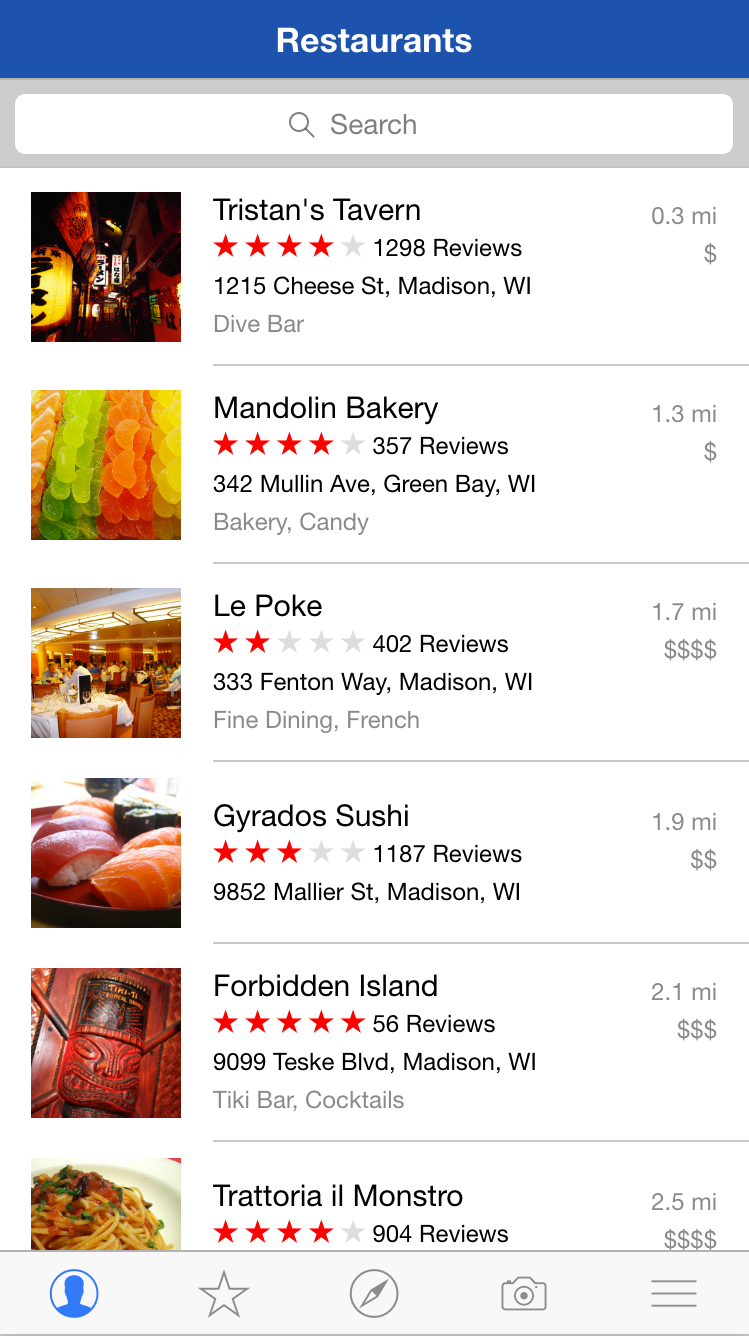 Restaurants
Search
Tristan's Tavern
0.3 mi
1298 Reviews
$
1215 Cheese St, Madison, WI
Dive Bar
Mandolin Bakery
1.3 mi
357 Reviews
$
342 Mullin Ave, Green Bay, WI
Bakery, Candy
Le Poke
1.7 mi
402 Reviews
$$$$
333 Fenton Way, Madison, WI
Fine Dining, French
Gyrados Sushi
1.9 mi
1187 Reviews
$$
9852 Mallier St, Madison, WI
Forbidden Island
2.1 mi
56 Reviews
$$$
9099 Teske Blvd, Madison, WI
Tiki Bar, Cocktails
TIKI-TI
Trattoria il Monstro
2.5 mi
904 Reviews
$$$$